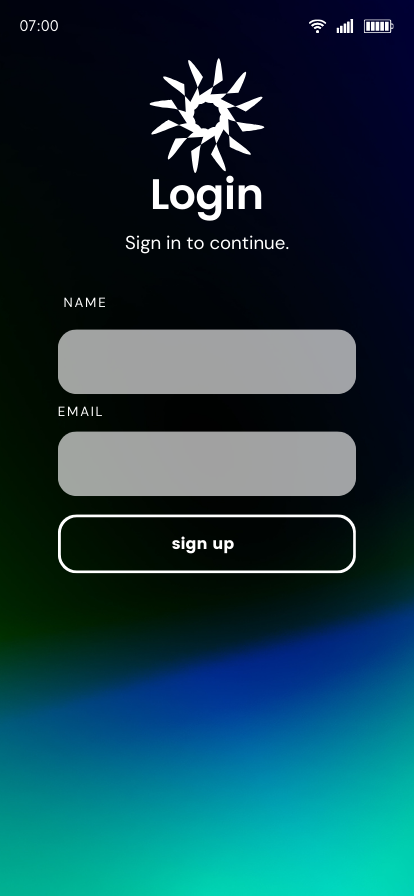 07:00
Login
Sign in to continue.
NAME
EMAIL
sign up